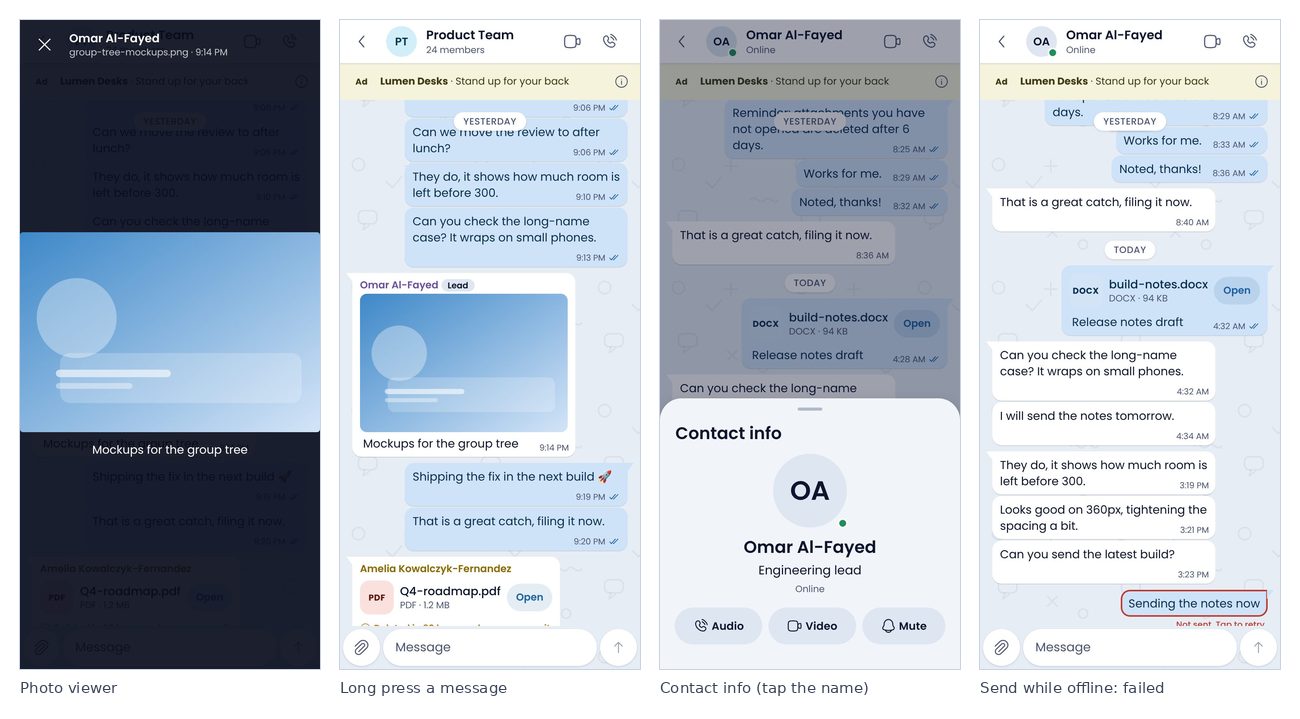 Omar Al-Fayed
group-tree-mockups.png · 9:14 PM
Ad Lumen Desks · Stand up for your back
9:06 PM
YESTERDAY
Can we move the review to after
lunch?
9:06 PM
They do, it shows how much room is
left before 300.
9:10 PM
Can you check the long-name
Mockups for the group tree
Mockups for the group tree
Shipping the fix in the next build 🚀
9:19 PM
That is a great catch, filing it now.
9:20 PM
Amelia Kowalczyk-Fernandez
PDF
Q4-roadmap.pdf
PDF · 1.2 MB
Open
Message
Photo viewer
PT
Product Team
24 members
Ad Lumen Desks · Stand up for your back
9:06 PM
YESTERDAY
Can we move the review to after
lunch?
9:06 PM
They do, it shows how much room is
left before 300.
9:10 PM
Can you check the long-name
case? It wraps on small phones.
9:13 PM
Omar Al-Fayed Lead
Mockups for the group tree
9:14 PM
Shipping the fix in the next build 🚀
9:19 PM
That is a great catch, filing it now.
9:20 PM
Amelia Kowalczyk-Fernandez
PDF
Q4-roadmap.pdf
PDF · 1.2 MB
Open
Message
Long press a message
OA
Omar Al-Fayed
Online
Ad Lumen Desks · Stand up for your back
Reminder: attachments you have
YESTERDAY
not opened are deleted after 6
days.
8:25 AM
Works for me. 8:29 AM
Noted, thanks! 8:32 AM
That is a great catch, filing it now.
8:36 AM
TODAY
DOCX
build-notes.docx
DOCX · 94 KB
Open
Release notes draft 4:28 AM
Can you check the long-name
Contact info
OA
Omar Al-Fayed
Engineering lead
Online
Audio
Video
Mute
Contact info (tap the name)
OA
Omar Al-Fayed
Online
Ad Lumen Desks · Stand up for your back
days.
8:29 AM
YESTERDAY
Works for me. 8:33 AM
Noted, thanks! 8:36 AM
That is a great catch, filing it now.
8:40 AM
TODAY
DOCX
build-notes.docx
DOCX · 94 KB
Open
Release notes draft 4:32 AM
Can you check the long-name
case? It wraps on small phones.
4:32 AM
I will send the notes tomorrow.
4:34 AM
They do, it shows how much room is
left before 300.
3:19 PM
Looks good on 360px, tightening the
spacing a bit.
3:21 PM
Can you send the latest build?
3:23 PM
Sending the notes now
Not sent. Tap to retry
Message
Send while offline: failed